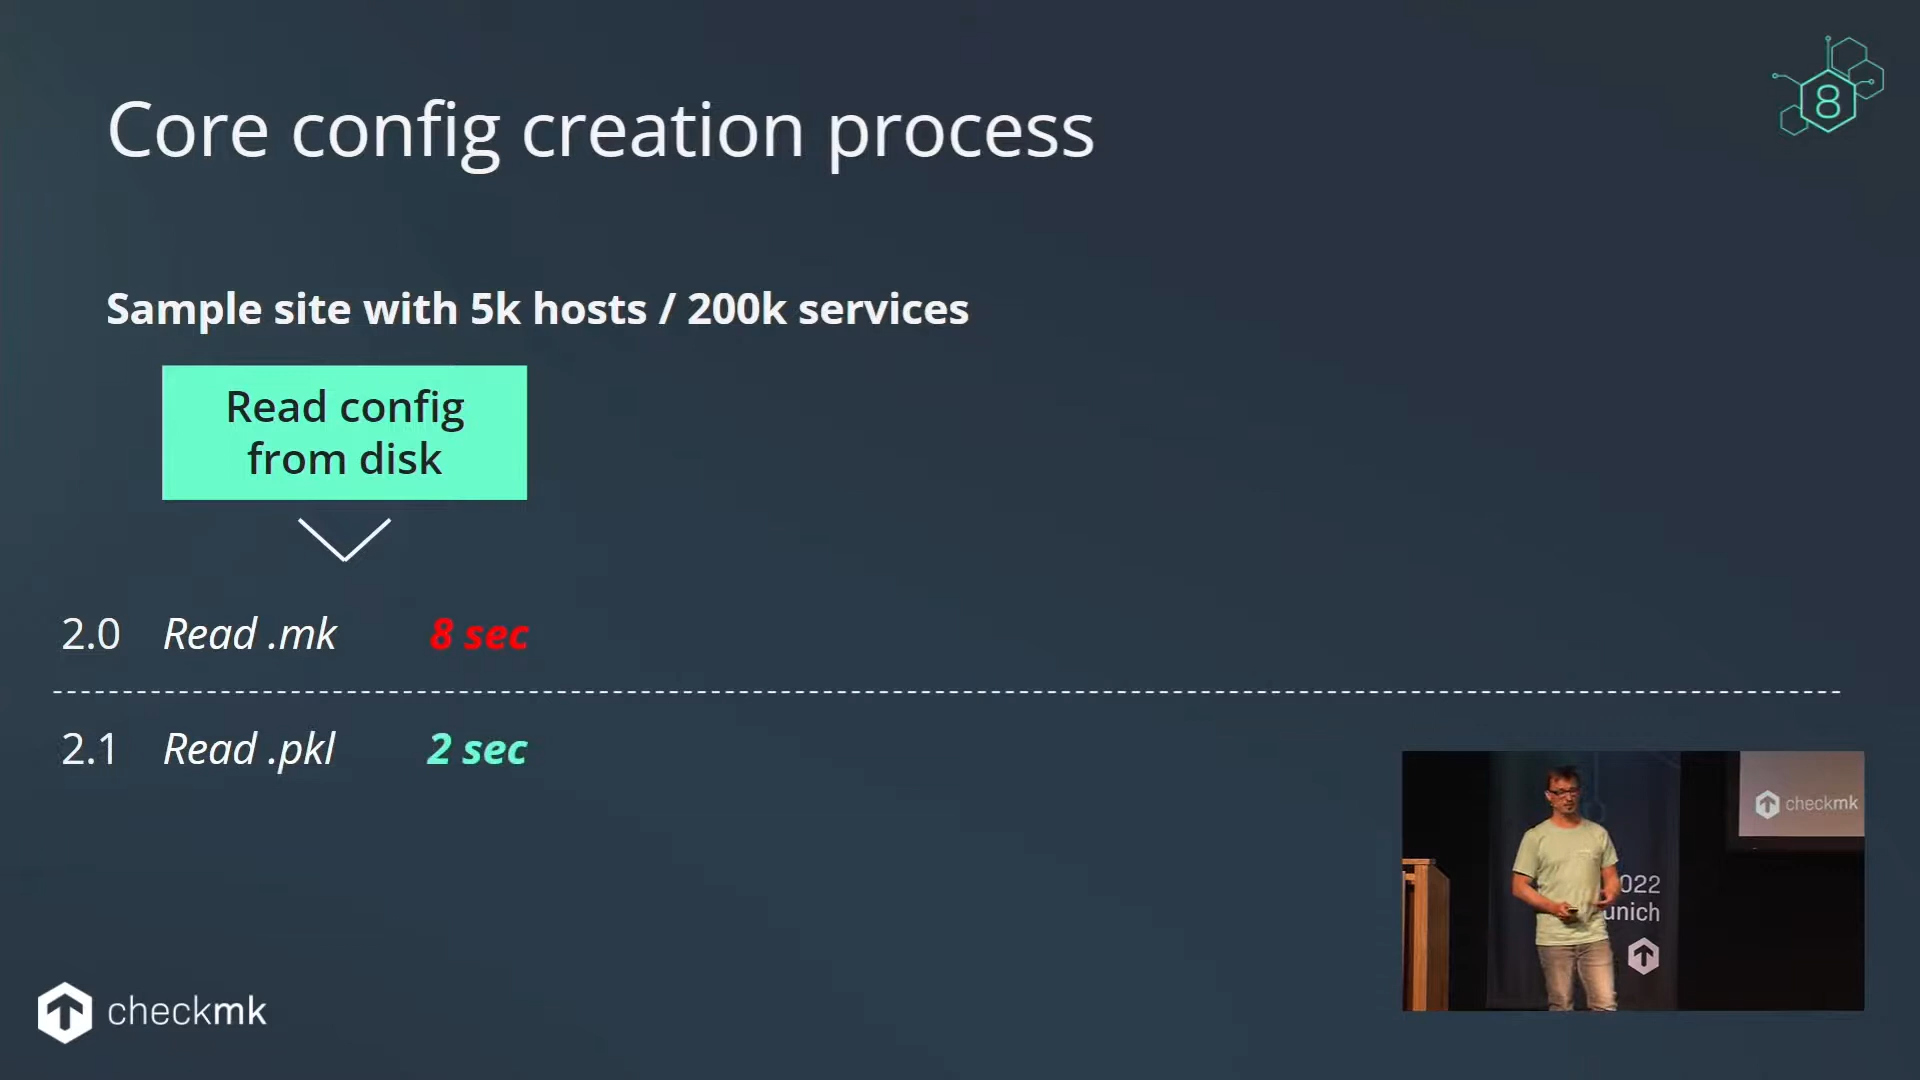 8
Core config creation process
Sample site with 5k hosts / 200k services
Read config
from disk
2.0 Read .mk 8 sec
2.1 Read .pkl 2 sec
checkmk
022
unich
checkmk